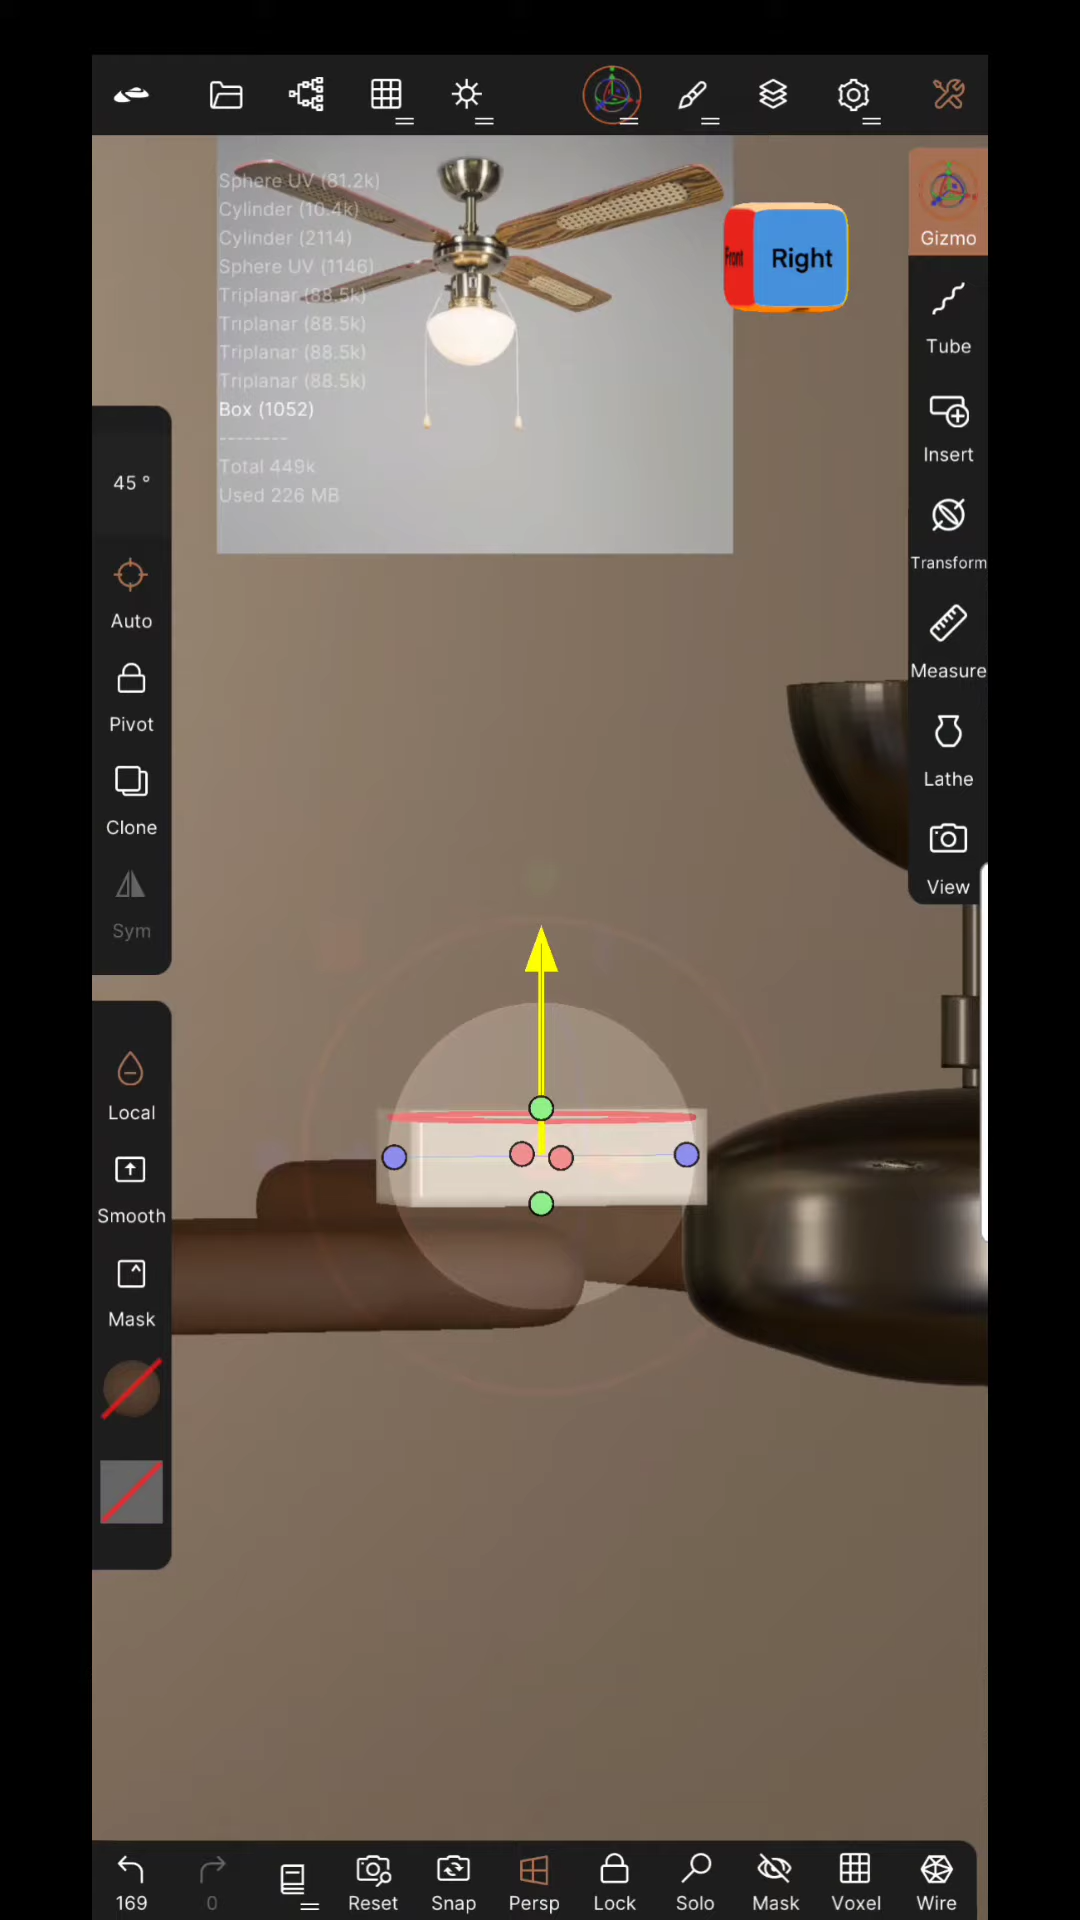 Sphere UV (81.2k)
Cylinder (10.4k)
Cylinder (2114)
Sphere UV (1146)
Triplanar (88.5k)
Triplanar (88.5k)
Triplanar (88.5k)
Triplanar (88.5k)
Box (1052)
--------
Total 449k
Used 226 MB
Front
Right
Gizmo
Tube
Insert
Transform
Measure
Lathe
View
45 °
Auto
Pivot
Clone
Sym
Local
Smooth
Mask
169
0
Reset
Snap
Persp
Lock
Solo
Mask
Voxel
Wire